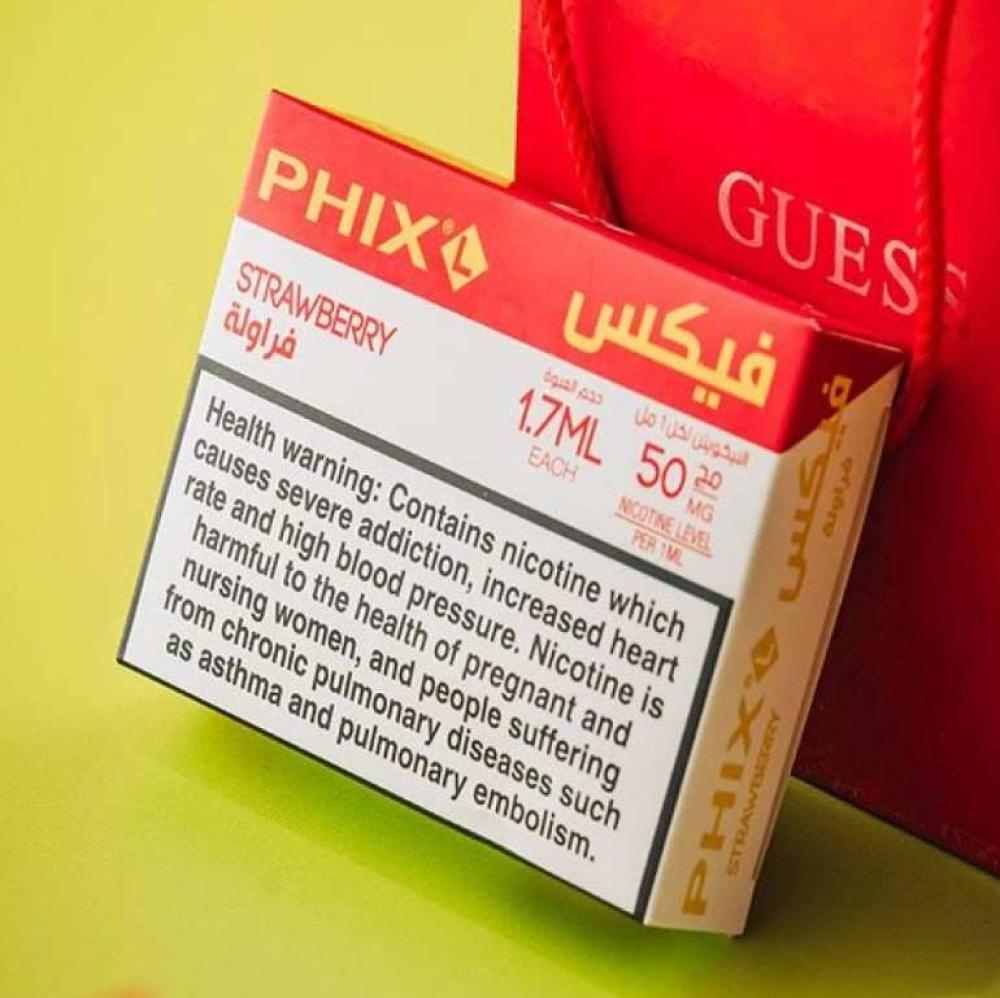 GUESS
PHIX L
فيكس
STRAWBERRY
فراولة
حجم العبوة
1.7ML
EACH
النيكوتين لكل 1 مل
50 مج
MG
NICOTINE LEVEL
PER 1ML
Health warning: Contains nicotine which
causes severe addiction, increased heart
rate and high blood pressure. Nicotine is
harmful to the health of pregnant and
nursing women, and people suffering
from chronic pulmonary diseases such
as asthma and pulmonary embolism.
فيكس
فراولة
PHIX L
STRAWBERRY